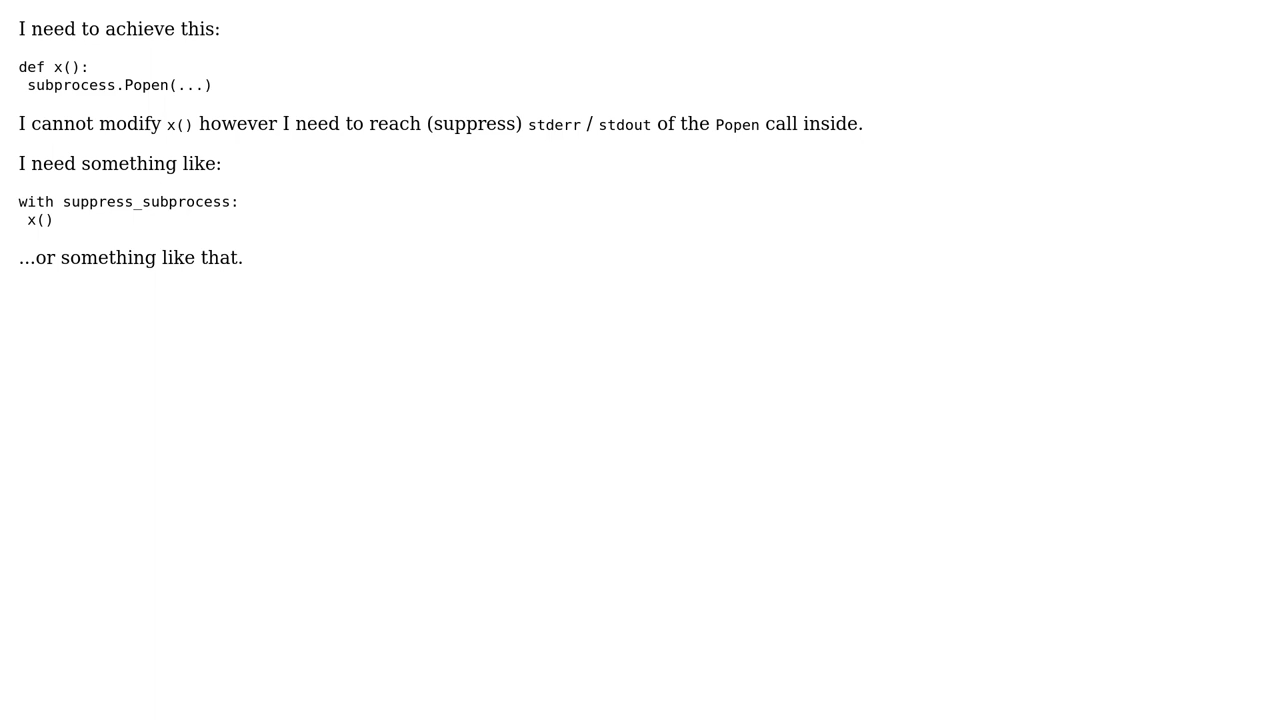 I need to achieve this:
def x():
 subprocess.Popen(...)
I cannot modify x() however I need to reach (suppress) stderr / stdout of the Popen call inside.
I need something like:
with suppress_subprocess:
 x()
...or something like that.